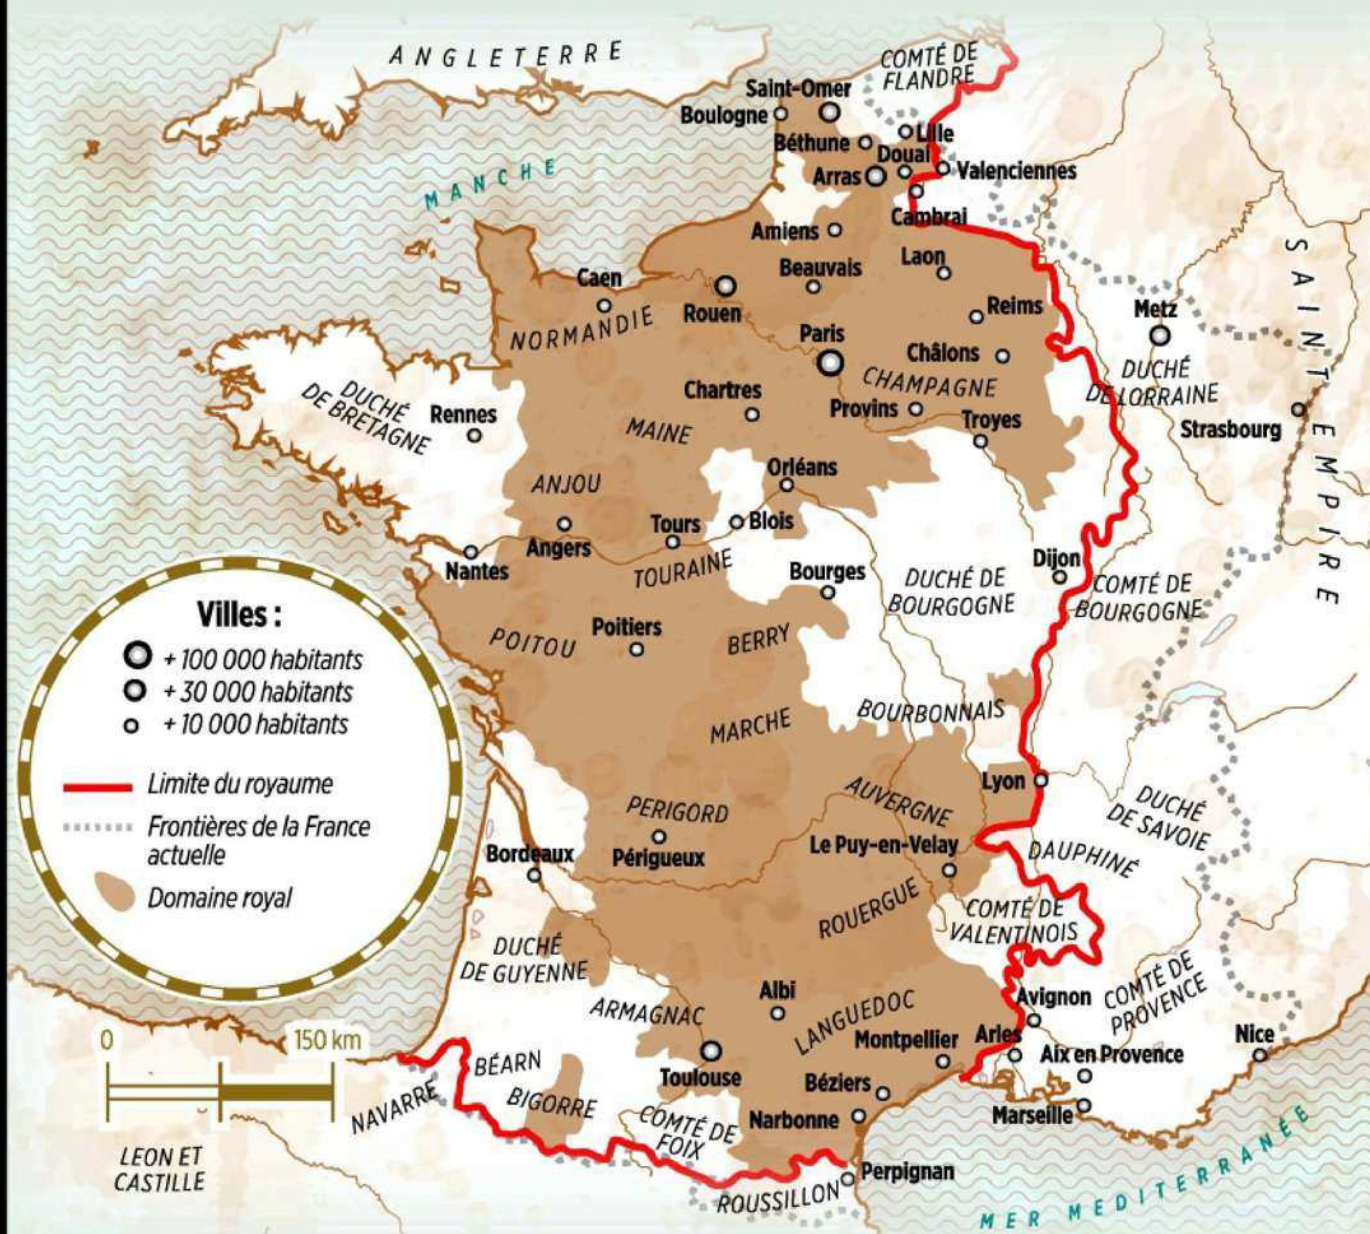 ANGLETERRE
COMTÉ DE
FLANDRE
Saint-Omer
Boulogne
Lille
Béthune
Douai
Valenciennes
Arras
MANCHE
Cambrai
Amiens
Laon
SAINT EMPIRE
Beauvais
Caen
Reims
Metz
Rouen
NORMANDIE
Paris
Châlons
DUCHÉ
DE LORRAINE
CHAMPAGNE
Chartres
DUCHÉ
DE BRETAGNE
Rennes
Provins
Troyes
MAINE
Strasbourg
Orléans
ANJOU
Tours
Blois
Angers
Dijon
Nantes
TOURAINE
Bourges
DUCHÉ DE
BOURGOGNE
COMTÉ DE
BOURGOGNE
Villes :
+ 100 000 habitants
+ 30 000 habitants
+ 10 000 habitants
Limite du royaume
Frontières de la France
actuelle
Domaine royal
POITOU
Poitiers
BERRY
MARCHE
BOURBONNAIS
Lyon
PERIGORD
AUVERGNE
DUCHÉ
DE SAVOIE
Bordeaux
Périgueux
Le Puy-en-Velay
DAUPHINÉ
ROUERGUE
COMTÉ DE
VALENTINOIS
DUCHÉ
DE GUYENNE
Albi
Avignon
COMTÉ DE
PROVENCE
ARMAGNAC
LANGUEDOC
Montpellier
Arles
Nice
0
150 km
BÉARN
Toulouse
Aix en Provence
Béziers
NAVARRE
BIGORRE
Narbonne
Marseille
COMTÉ DE
FOIX
LEON ET
CASTILLE
Perpignan
ROUSSILLON
MER MEDITERRANÉE